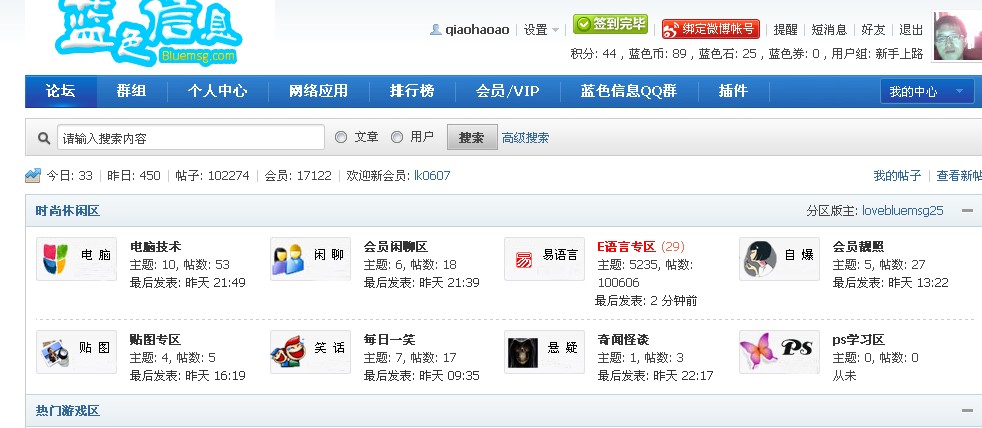 蓝色信息
Bluemsg.com
qiaohaoao 设置 签到完毕 绑定微博帐号 提醒 短消息 好友 退出
积分: 44 , 蓝色币: 89 , 蓝色石: 25 , 蓝色券: 0 , 用户组: 新手上路
论坛 群组 个人中心 网络应用 排行榜 会员/VIP 蓝色信息QQ群 插件 我的中心
请输入搜索内容 文章 用户 搜索 高级搜索
今日: 33 昨日: 450 帖子: 102274 会员: 17122 欢迎新会员: lk0607 我的帖子 查看新帖
时尚休闲区 分区版主: lovebluemsg25
电 脑 电脑技术
主题: 10, 帖数: 53
最后发表: 昨天 21:49
闲 聊 会员闲聊区
主题: 6, 帖数: 18
最后发表: 昨天 21:39
易语言 E语言专区 (29)
主题: 5235, 帖数:
100606
最后发表: 2 分钟前
自 爆 会员靓照
主题: 5, 帖数: 27
最后发表: 昨天 13:22
贴 图 贴图专区
主题: 4, 帖数: 5
最后发表: 昨天 16:19
笑 话 每日一笑
主题: 7, 帖数: 17
最后发表: 昨天 09:35
悬 疑 奇闻怪谈
主题: 1, 帖数: 3
最后发表: 昨天 22:17
PS ps学习区
主题: 0, 帖数: 0
从未
热门游戏区